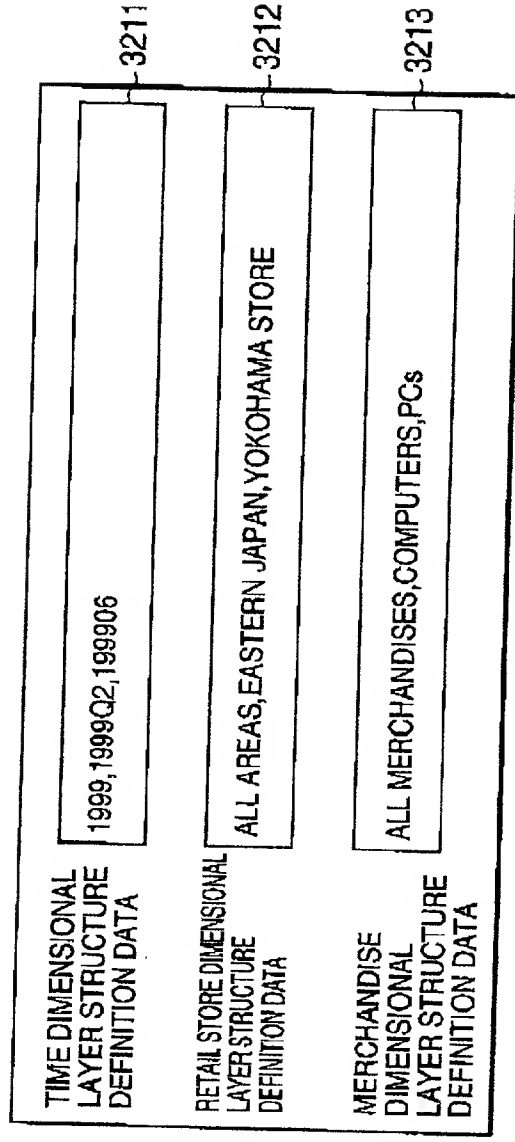 TIME DIMENSIONAL
LAYER STRUCTURE
DEFINITION DATA
1999,1999Q2,199906
3211
RETAIL STORE DIMENSIONAL
LAYER STRUCTURE
DEFINITION DATA
ALL AREAS,EASTERN JAPAN,YOKOHAMA STORE
3212
MERCHANDISE
DIMENSIONAL
LAYER STRUCTURE
DEFINITION DATA
ALL MERCHANDISES,COMPUTERS,PCs
3213